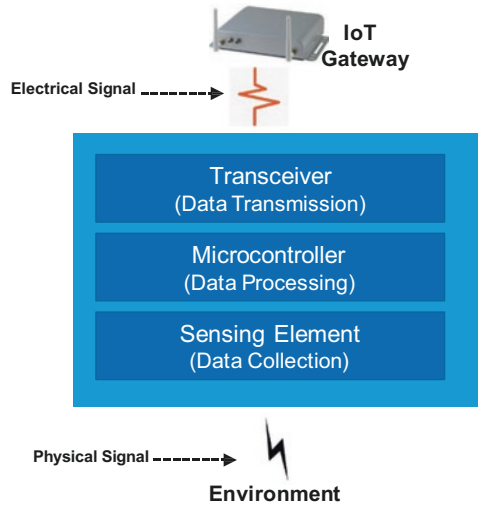 IoT
Gateway
Electrical Signal
Transceiver
(Data Transmission)
Microcontroller
(Data Processing)
Sensing Element
(Data Collection)
Physical Signal
Environment